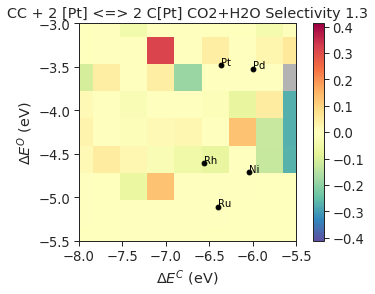 CC + 2 [Pt] <=> 2 C[Pt] CO2+H2O Selectivity 1.3
−3.0
−3.5
−4.0
−4.5
−5.0
−5.5
ΔE^O (eV)
Pt
Pd
Rh
Ni
Ru
−8.0 −7.5 −7.0 −6.5 −6.0 −5.5
ΔE^C (eV)
0.4
0.3
0.2
0.1
0.0
−0.1
−0.2
−0.3
−0.4